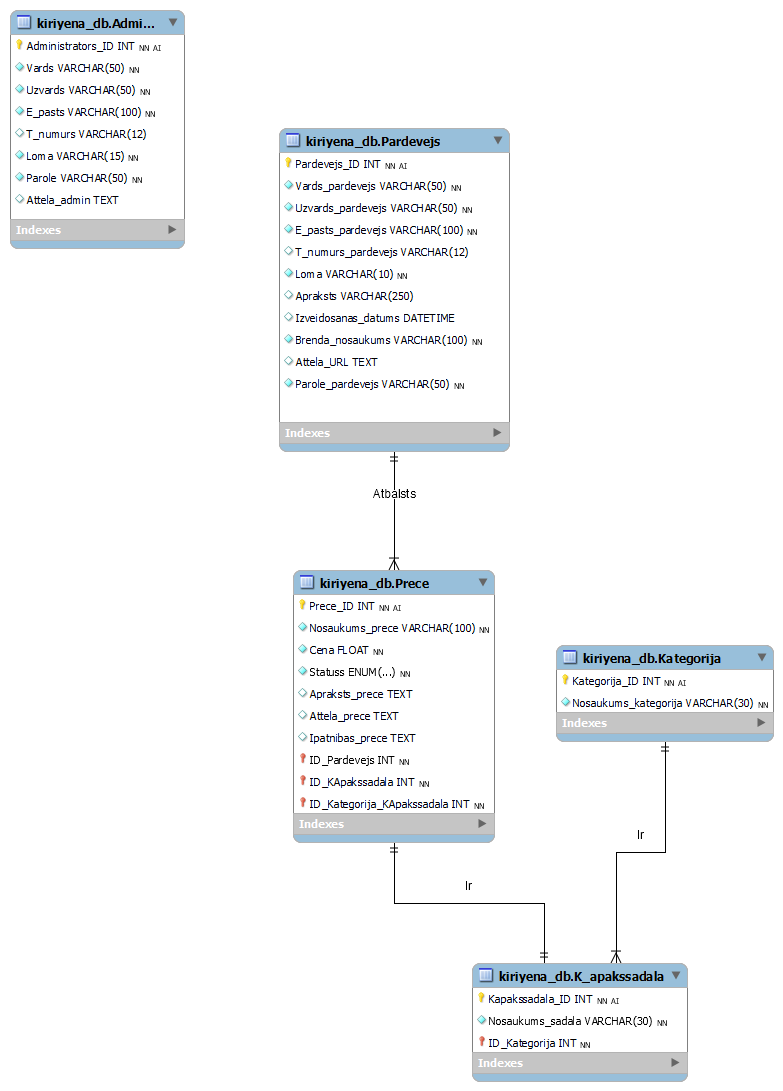 kiriyena_db.Admi...
Administrators_ID INT NN AI
Vards VARCHAR(50) NN
Uzvards VARCHAR(50) NN
E_pasts VARCHAR(100) NN
T_numurs VARCHAR(12)
Loma VARCHAR(15) NN
Parole VARCHAR(50) NN
Attela_admin TEXT
Indexes
kiriyena_db.Pardevejs
Pardevejs_ID INT NN AI
Vards_pardevejs VARCHAR(50) NN
Uzvards_pardevejs VARCHAR(50) NN
E_pasts_pardevejs VARCHAR(100) NN
T_numurs_pardevejs VARCHAR(12)
Loma VARCHAR(10) NN
Apraksts VARCHAR(250)
Izveidosanas_datums DATETIME
Brenda_nosaukums VARCHAR(100) NN
Attela_URL TEXT
Parole_pardevejs VARCHAR(50) NN
Indexes
Atbalsts
kiriyena_db.Prece
Prece_ID INT NN AI
Nosaukums_prece VARCHAR(100) NN
Cena FLOAT NN
Statuss ENUM(...) NN
Apraksts_prece TEXT
Attela_prece TEXT
Ipatnibas_prece TEXT
ID_Pardevejs INT NN
ID_KApakssadala INT NN
ID_Kategorija_KApakssadala INT NN
Indexes
kiriyena_db.Kategorija
Kategorija_ID INT NN AI
Nosaukums_kategorija VARCHAR(30) NN
Indexes
Ir
Ir
kiriyena_db.K_apakssadala
Kapakssadala_ID INT NN AI
Nosaukums_sadala VARCHAR(30) NN
ID_Kategorija INT NN
Indexes